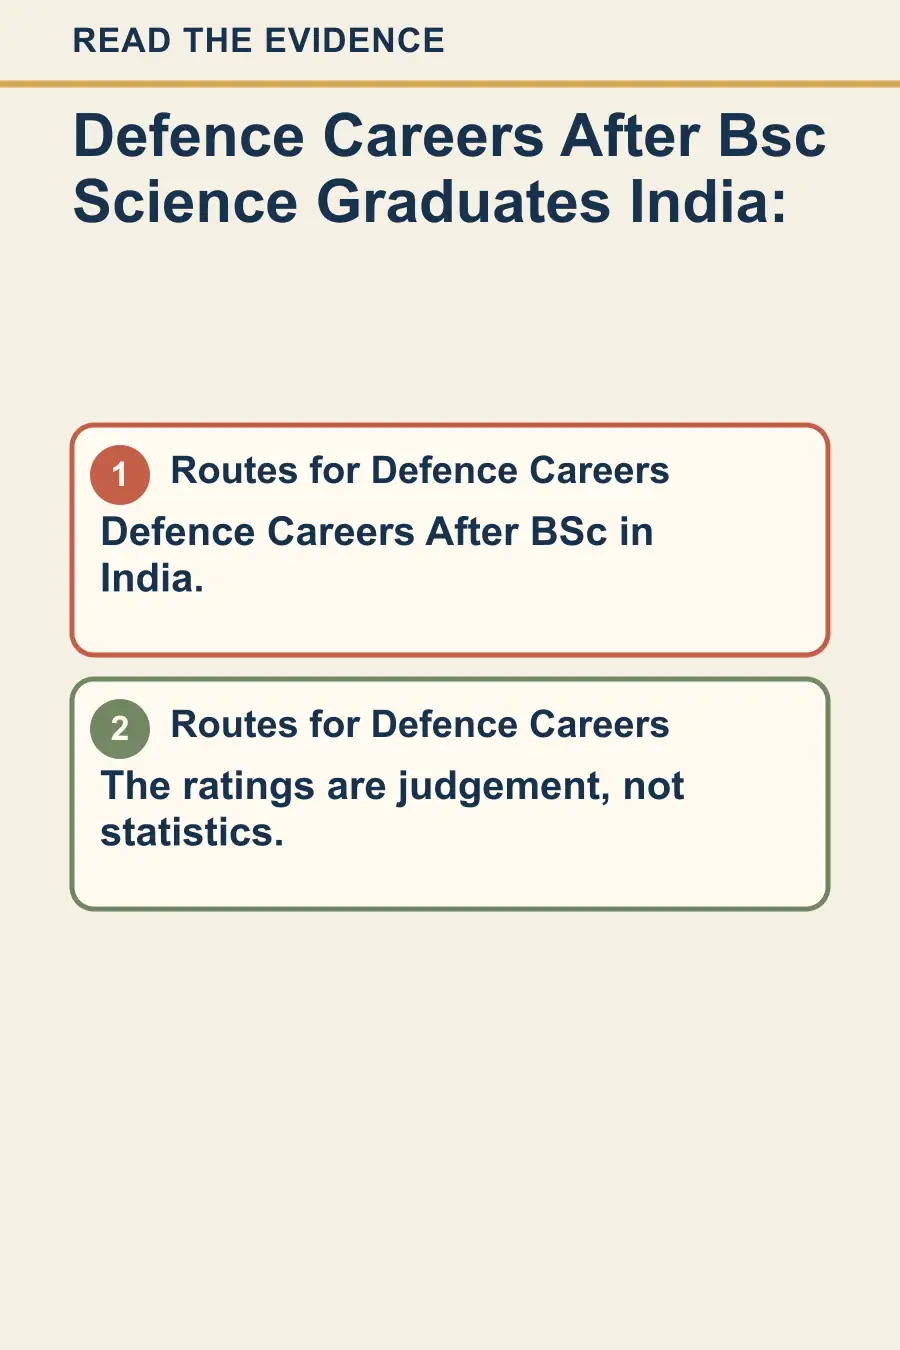 READ THE EVIDENCE
Defence Careers After Bsc
Science Graduates India:
1 Routes for Defence Careers
Defence Careers After BSc in
India.
2 Routes for Defence Careers
The ratings are judgement, not
statistics.